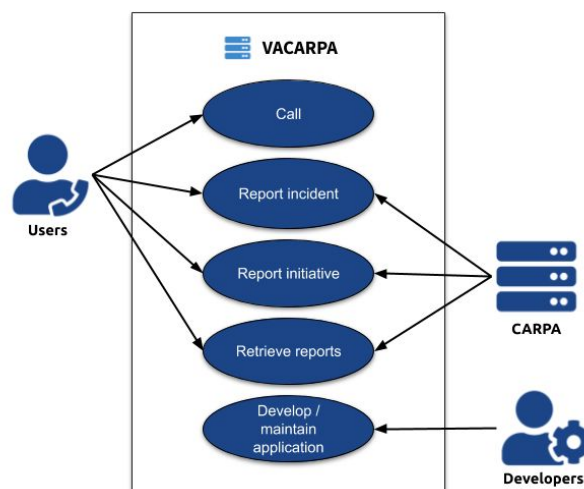 VACARPA
Call
Report incident
Users
Report initiative
CARPA
Retrieve reports
Develop /
maintain
application
Developers